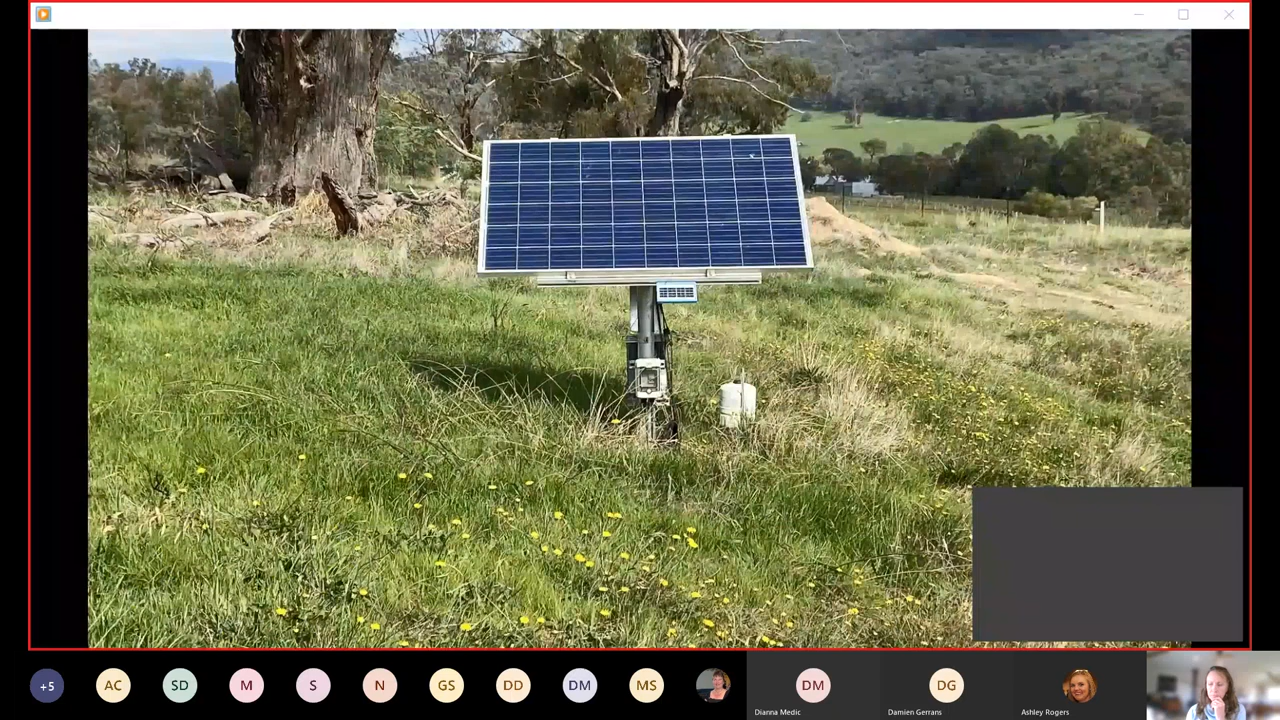 +5
AC
SD
M
S
N
GS
DD
DM
MS
DM
Dianna Medic
DG
Damien Gerrans
Ashley Rogers